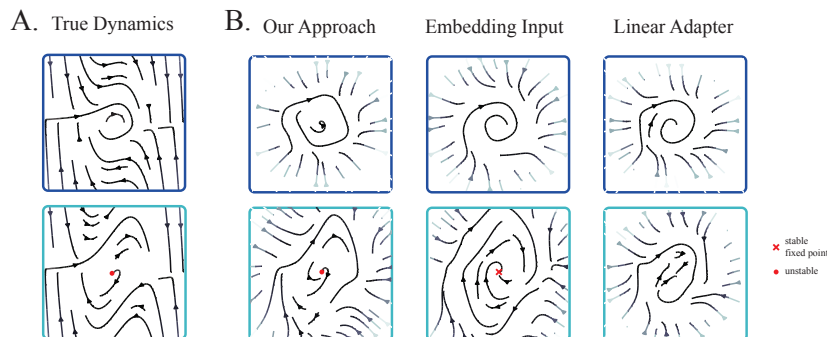 A. True Dynamics
B. Our Approach
Embedding Input
Linear Adapter
stable
fixed point
unstable